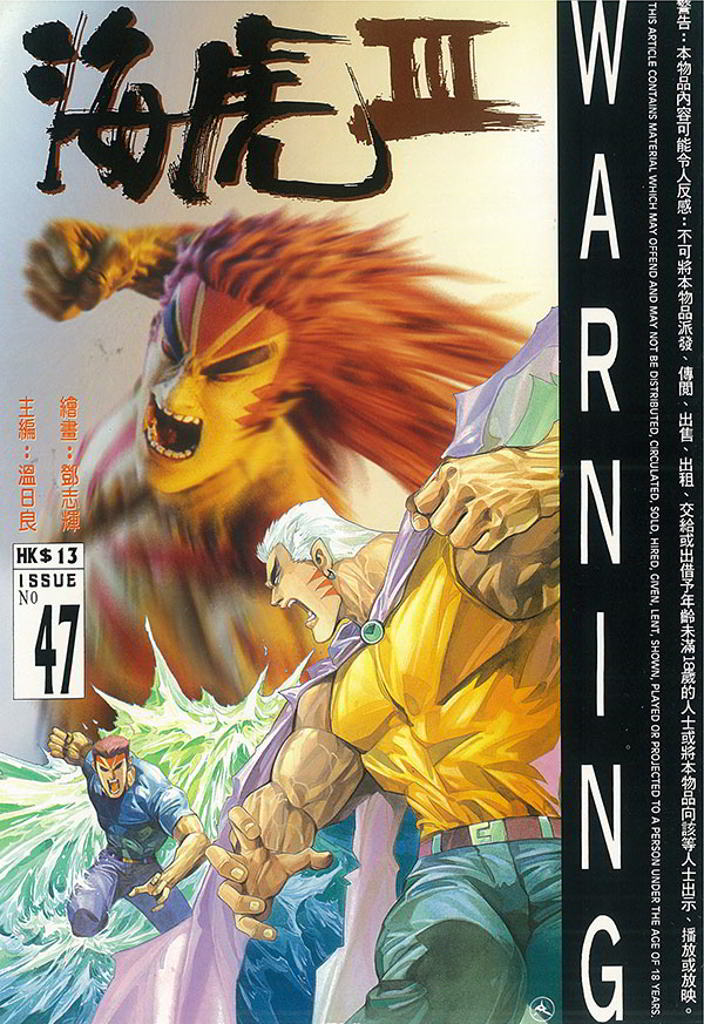 海虎III
繪畫：鄧志輝
主編：溫日良
HK$ 13
ISSUE
NO
47
WARNING
THIS ARTICLE CONTAINS MATERIAL WHICH MAY OFFEND AND MAY NOT BE DISTRIBUTED, CIRCULATED, SOLD, HIRED, GIVEN, LENT, SHOWN, PLAYED OR PROJECTED TO A PERSON UNDER THE AGE OF 18 YEARS.
警告：本物品內容可能令人反感；不可將本物品派發、傳閱、出售、出租、交給或出借予年齡未滿18歲的人士或將本物品向該等人士出示、播放或放映。